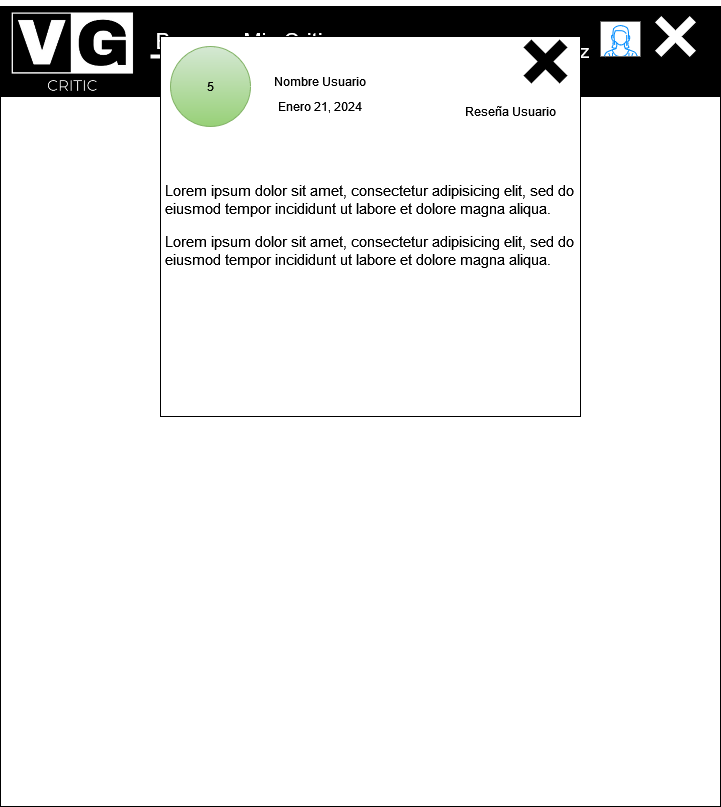 VG
CRITIC
5
Nombre Usuario
Enero 21, 2024
Reseña Usuario
Lorem ipsum dolor sit amet, consectetur adipisicing elit, sed do
eiusmod tempor incididunt ut labore et dolore magna aliqua.
Lorem ipsum dolor sit amet, consectetur adipisicing elit, sed do
eiusmod tempor incididunt ut labore et dolore magna aliqua.